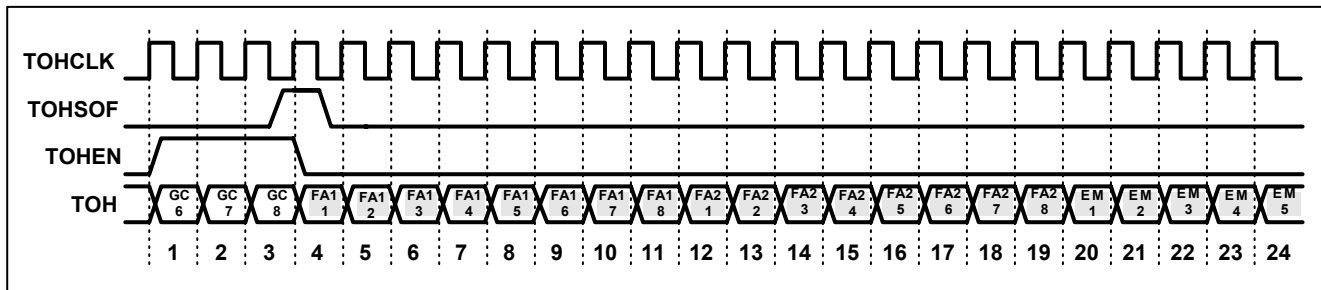 TOHCLK
TOHSOF
TOHEN
TOH
GC 6 GC 7 GC 8 FA1 1 FA1 2 FA1 3 FA1 4 FA1 5 FA1 6 FA1 7 FA1 8 FA2 1 FA2 2 FA2 3 FA2 4 FA2 5 FA2 6 FA2 7 FA2 8 EM 1 EM 2 EM 3 EM 4 EM 5
1 2 3 4 5 6 7 8 9 10 11 12 13 14 15 16 17 18 19 20 21 22 23 24